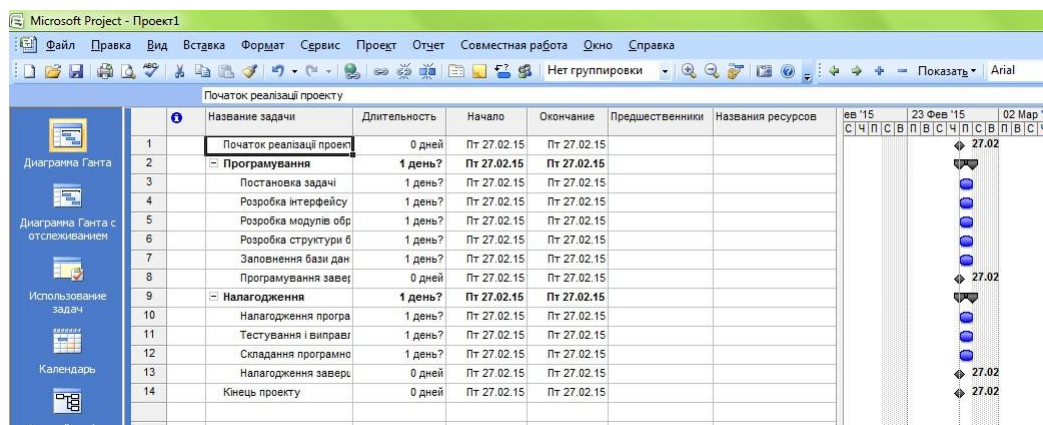 Microsoft Project - Проект1
Файл Правка Вид Вставка Формат Сервис Проект Отчет Совместная работа Окно Справка
Нет группировки Показать Arial
Початок реалізації проекту
Название задачи Длительность Начало Окончание Предшественники Названия ресурсов ев '15 23 Фев '15 02 Мар '
С Ч П С В П В С Ч П С В П В С Ч
1 Початок реалізації проект 0 дней Пт 27.02.15 Пт 27.02.15 27.02
Диаграмма Ганта
2 Програмування 1 день? Пт 27.02.15 Пт 27.02.15
3 Постановка задачі 1 день? Пт 27.02.15 Пт 27.02.15
4 Розробка інтерфейсу 1 день? Пт 27.02.15 Пт 27.02.15
Диаграмма Ганта с отслеживанием
5 Розробка модулів обр 1 день? Пт 27.02.15 Пт 27.02.15
6 Розробка структури б 1 день? Пт 27.02.15 Пт 27.02.15
7 Заповнення бази дан 1 день? Пт 27.02.15 Пт 27.02.15
8 Програмування завер 0 дней Пт 27.02.15 Пт 27.02.15 27.02
Использование задач
9 Налагодження 1 день? Пт 27.02.15 Пт 27.02.15
10 Налагодження програ 1 день? Пт 27.02.15 Пт 27.02.15
11 Тестування і виправл 1 день? Пт 27.02.15 Пт 27.02.15
12 Складання програмно 1 день? Пт 27.02.15 Пт 27.02.15
Календарь
13 Налагодження заверш 0 дней Пт 27.02.15 Пт 27.02.15 27.02
14 Кінець проекту 0 дней Пт 27.02.15 Пт 27.02.15 27.02